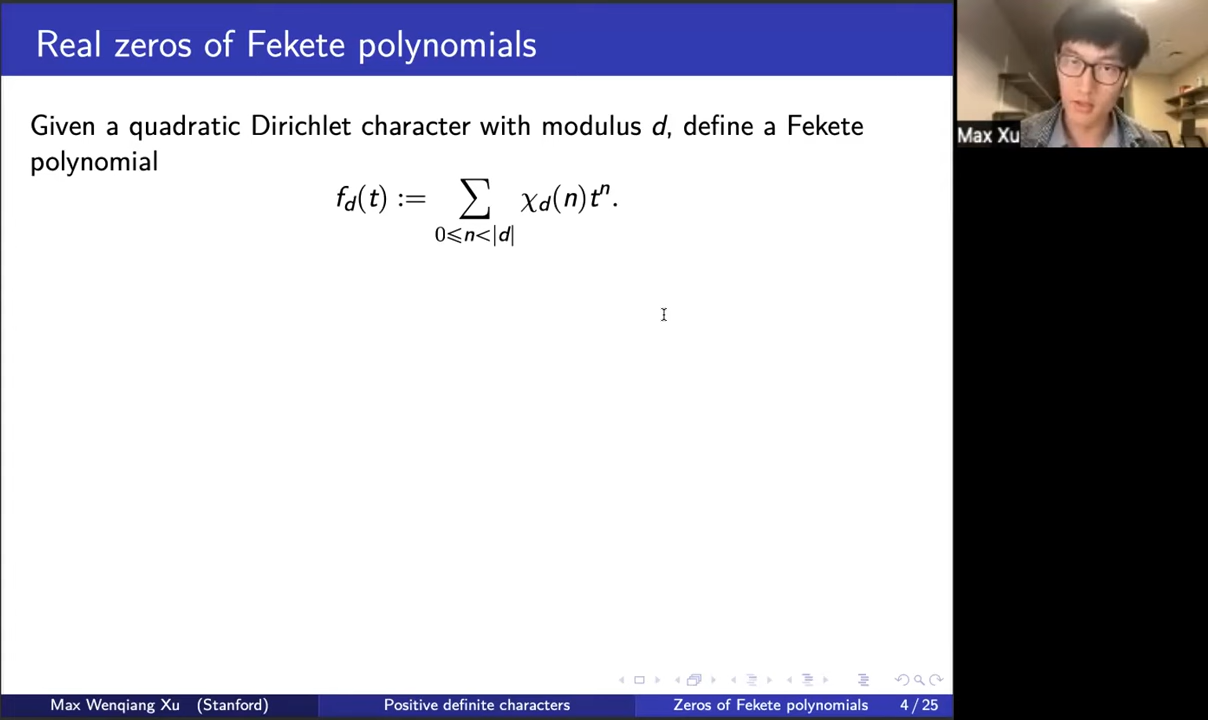 Real zeros of Fekete polynomials
Given a quadratic Dirichlet character with modulus d, define a Fekete
polynomial
f_d(t) := ∑_{0⩽n<|d|} χ_d(n)t^n.
Max Xu
Max Wenqiang Xu (Stanford) Positive definite characters Zeros of Fekete polynomials 4 / 25